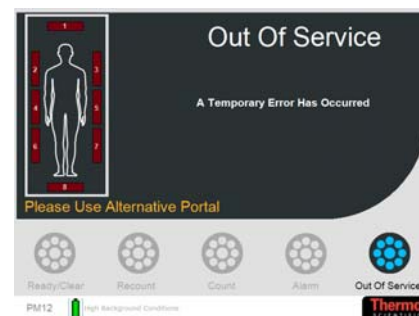 Out Of Service
1
2
3
A Temporary Error Has Occurred
4
5
6
7
8
Please Use Alternative Portal
Ready/Clear
Recount
Count
Alarm
Out Of Service
PM12
High Background Conditions
Thermo
SCIENTIFIC